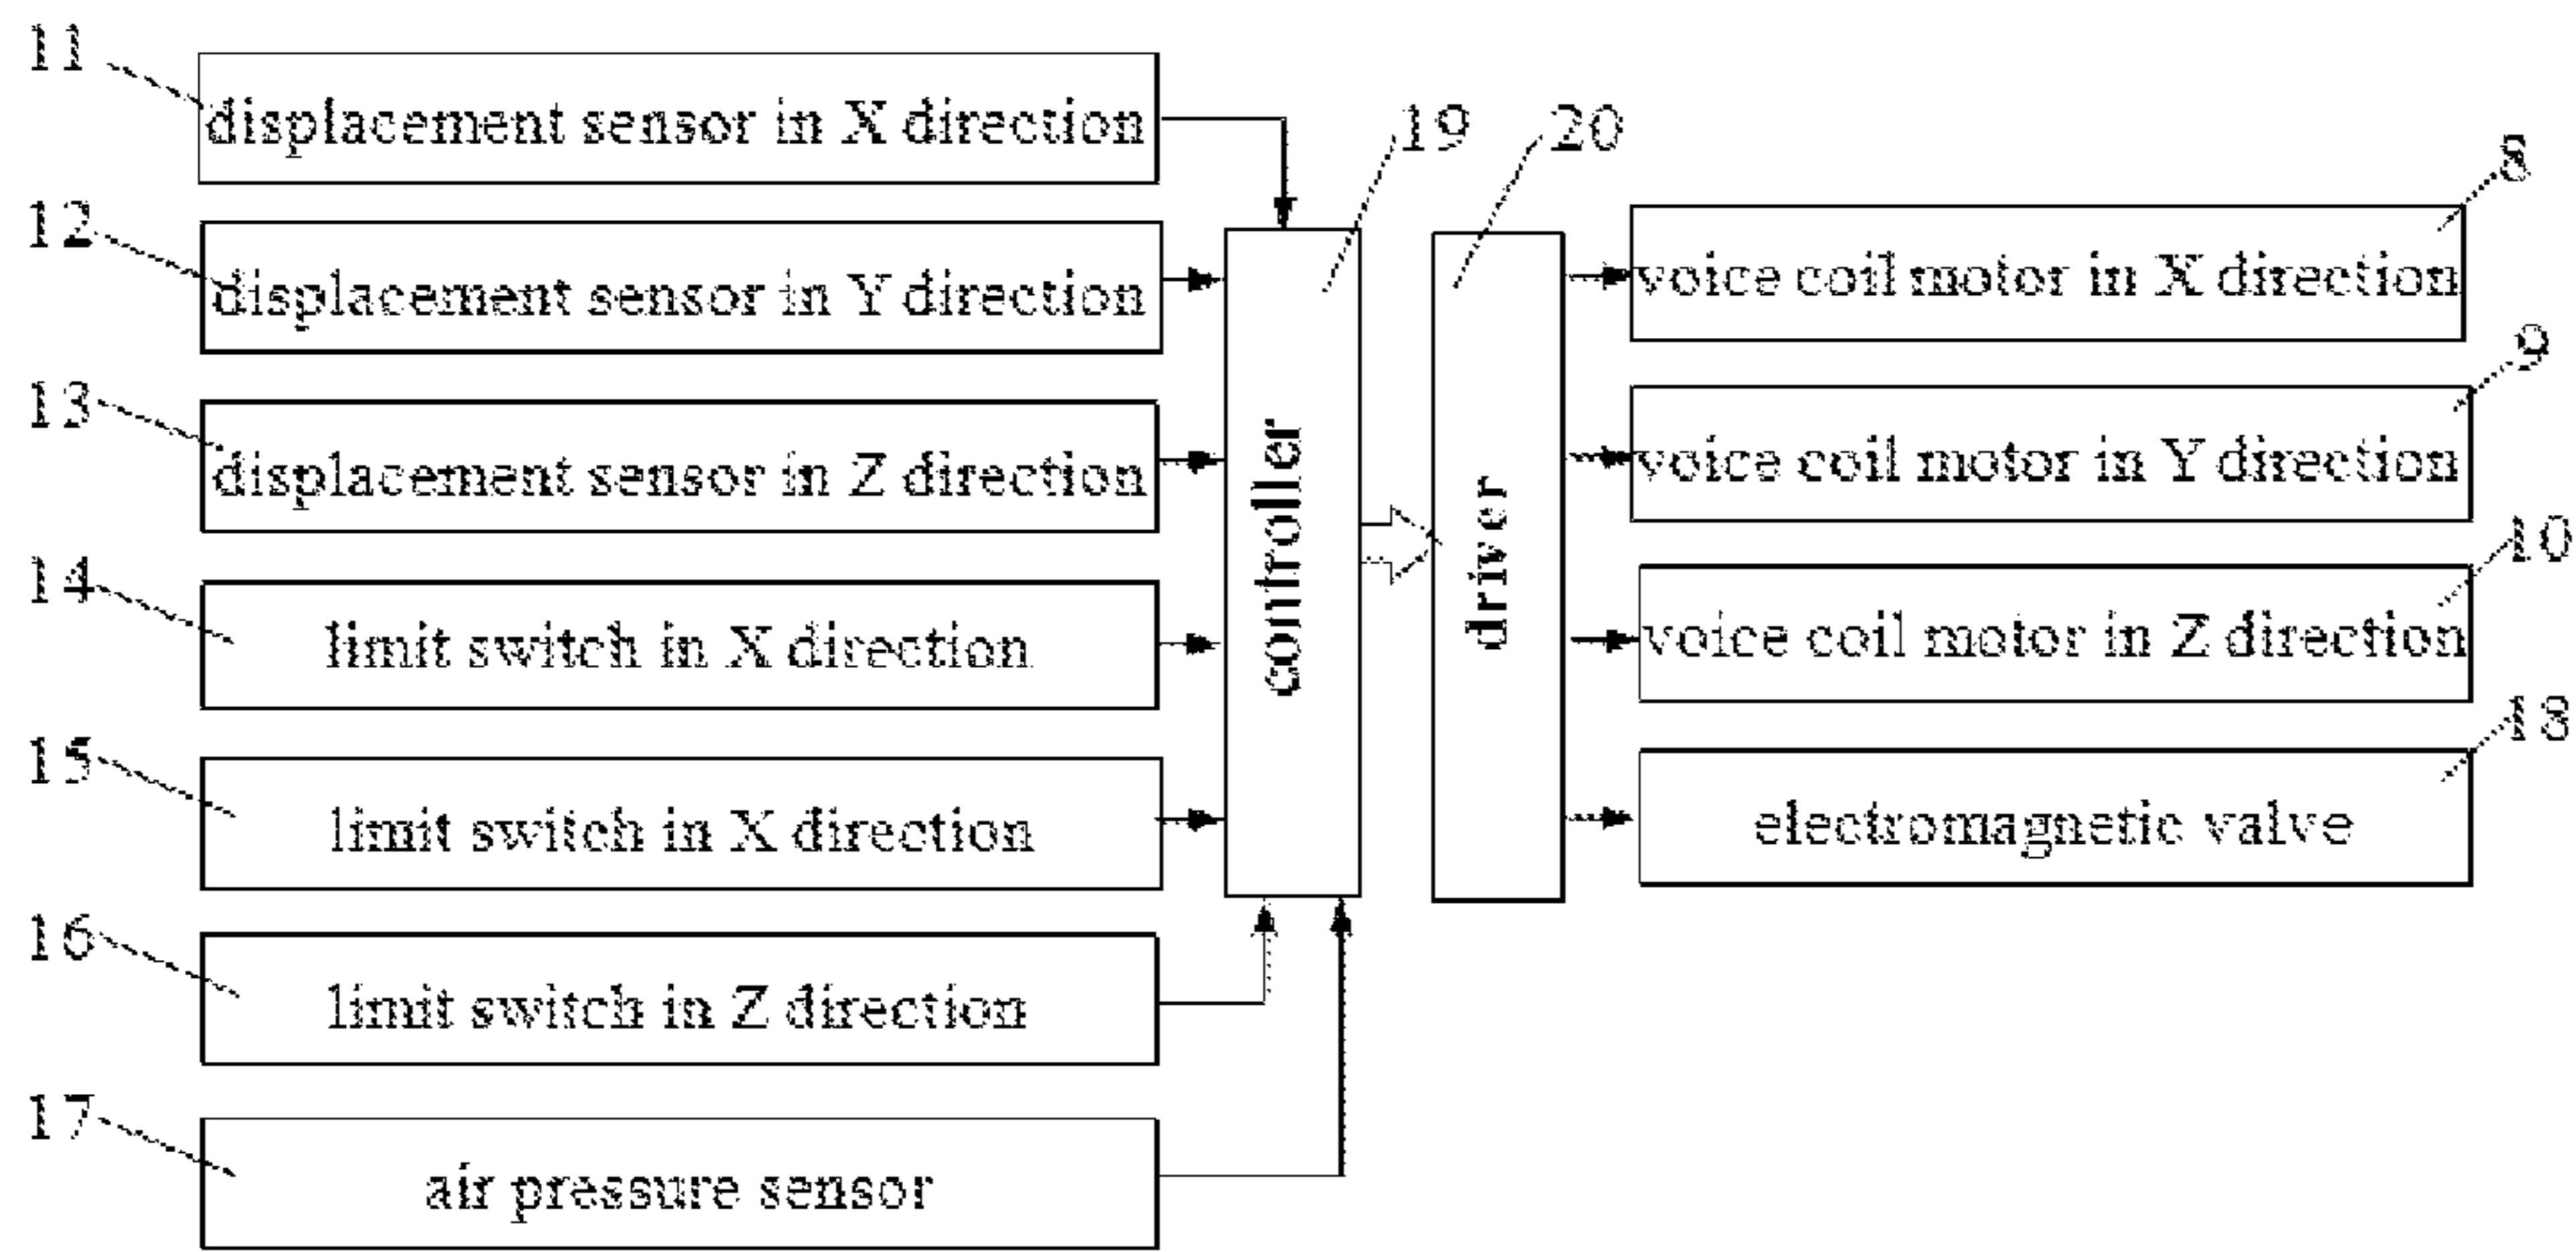 11
displacement sensor in X direction
12
displacement sensor in Y direction
13
displacement sensor in Z direction
14
limit switch in X direction
15
limit switch in X direction
16
limit switch in Z direction
17
air pressure sensor
19
controller
20
driver
8
voice coil motor in X direction
9
voice coil motor in Y direction
10
voice coil motor in Z direction
18
electromagnetic valve